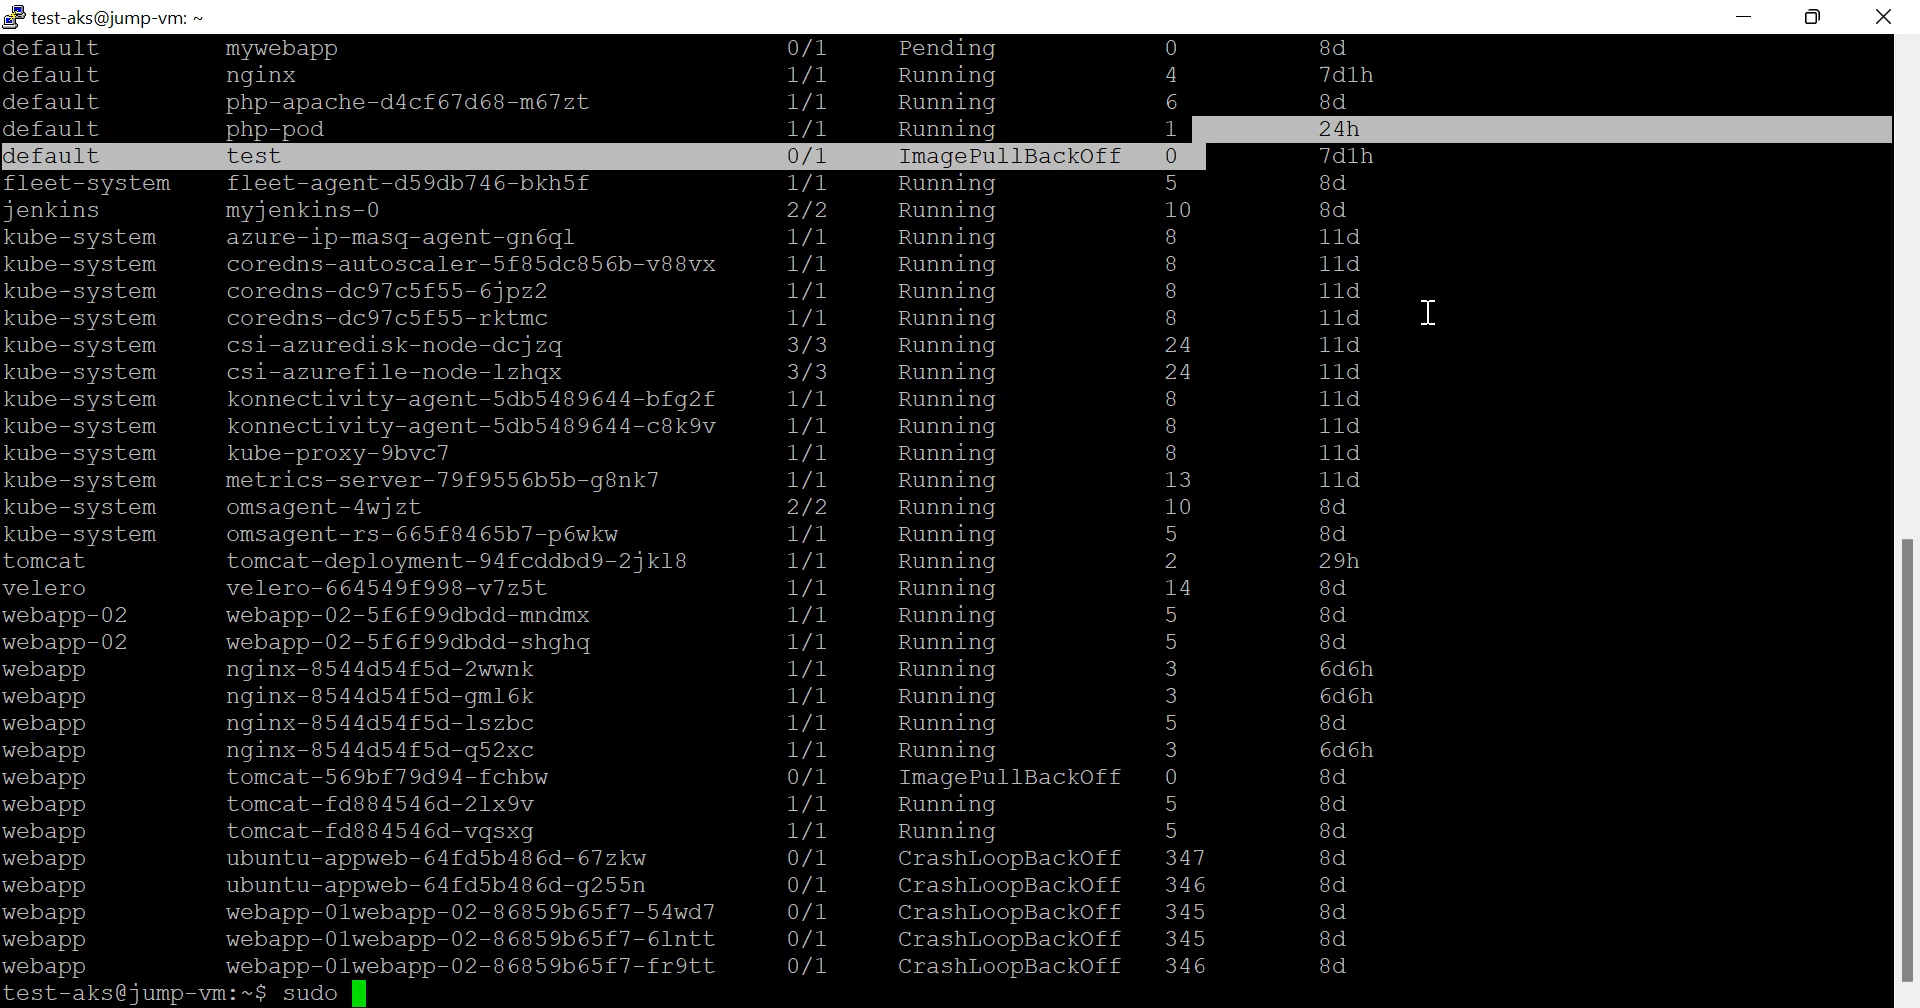 test-aks@jump-vm: ~
default mywebapp 0/1 Pending 0 8d
default nginx 1/1 Running 4 7d1h
default php-apache-d4cf67d68-m67zt 1/1 Running 6 8d
default php-pod 1/1 Running 1 24h
default test 0/1 ImagePullBackOff 0 7d1h
fleet-system fleet-agent-d59db746-bkh5f 1/1 Running 5 8d
jenkins myjenkins-0 2/2 Running 10 8d
kube-system azure-ip-masq-agent-gn6ql 1/1 Running 8 11d
kube-system coredns-autoscaler-5f85dc856b-v88vx 1/1 Running 8 11d
kube-system coredns-dc97c5f55-6jpz2 1/1 Running 8 11d
kube-system coredns-dc97c5f55-rktmc 1/1 Running 8 11d
kube-system csi-azuredisk-node-dcjzq 3/3 Running 24 11d
kube-system csi-azurefile-node-lzhqx 3/3 Running 24 11d
kube-system konnectivity-agent-5db5489644-bfg2f 1/1 Running 8 11d
kube-system konnectivity-agent-5db5489644-c8k9v 1/1 Running 8 11d
kube-system kube-proxy-9bvc7 1/1 Running 8 11d
kube-system metrics-server-79f9556b5b-g8nk7 1/1 Running 13 11d
kube-system omsagent-4wjzt 2/2 Running 10 8d
kube-system omsagent-rs-665f8465b7-p6wkw 1/1 Running 5 8d
tomcat tomcat-deployment-94fcddbd9-2jkl8 1/1 Running 2 29h
velero velero-664549f998-v7z5t 1/1 Running 14 8d
webapp-02 webapp-02-5f6f99dbdd-mndmx 1/1 Running 5 8d
webapp-02 webapp-02-5f6f99dbdd-shghq 1/1 Running 5 8d
webapp nginx-8544d54f5d-2wwnk 1/1 Running 3 6d6h
webapp nginx-8544d54f5d-gml6k 1/1 Running 3 6d6h
webapp nginx-8544d54f5d-lszbc 1/1 Running 5 8d
webapp nginx-8544d54f5d-q52xc 1/1 Running 3 6d6h
webapp tomcat-569bf79d94-fchbw 0/1 ImagePullBackOff 0 8d
webapp tomcat-fd884546d-2lx9v 1/1 Running 5 8d
webapp tomcat-fd884546d-vqsxg 1/1 Running 5 8d
webapp ubuntu-appweb-64fd5b486d-67zkw 0/1 CrashLoopBackOff 347 8d
webapp ubuntu-appweb-64fd5b486d-g255n 0/1 CrashLoopBackOff 346 8d
webapp webapp-01webapp-02-86859b65f7-54wd7 0/1 CrashLoopBackOff 345 8d
webapp webapp-01webapp-02-86859b65f7-6lntt 0/1 CrashLoopBackOff 345 8d
webapp webapp-01webapp-02-86859b65f7-fr9tt 0/1 CrashLoopBackOff 346 8d
test-aks@jump-vm:~$ sudo